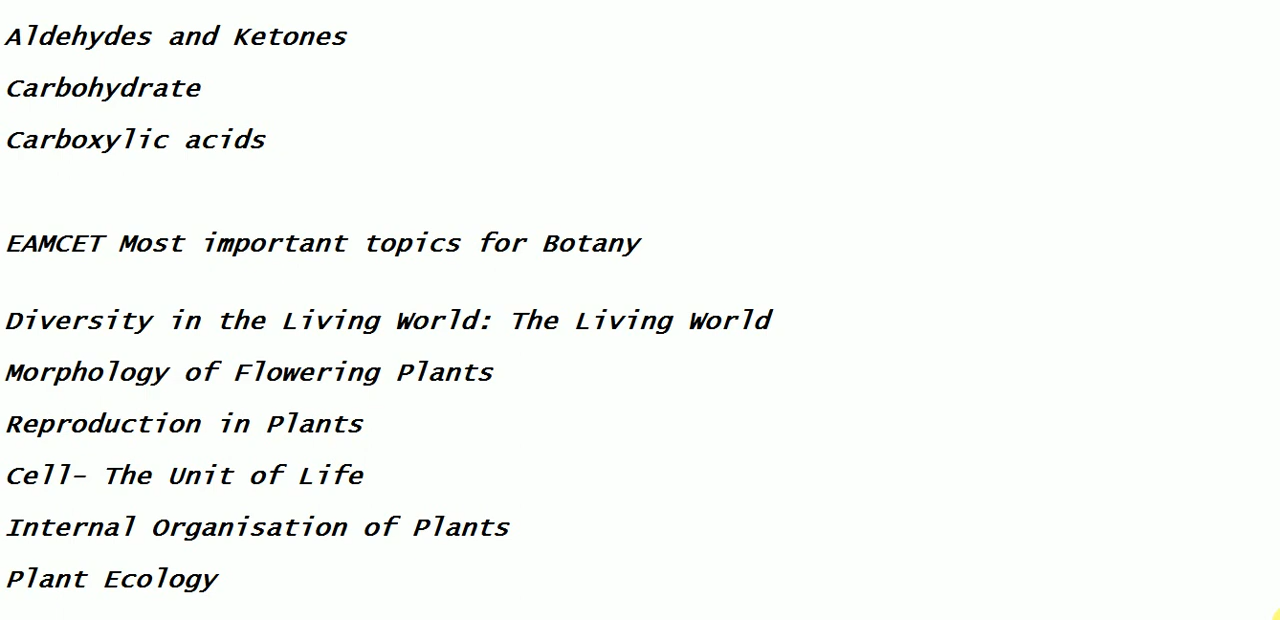 Aldehydes and Ketones
Carbohydrate
Carboxylic acids
EAMCET Most important topics for Botany
Diversity in the Living World: The Living World
Morphology of Flowering Plants
Reproduction in Plants
Cell- The Unit of Life
Internal Organisation of Plants
Plant Ecology